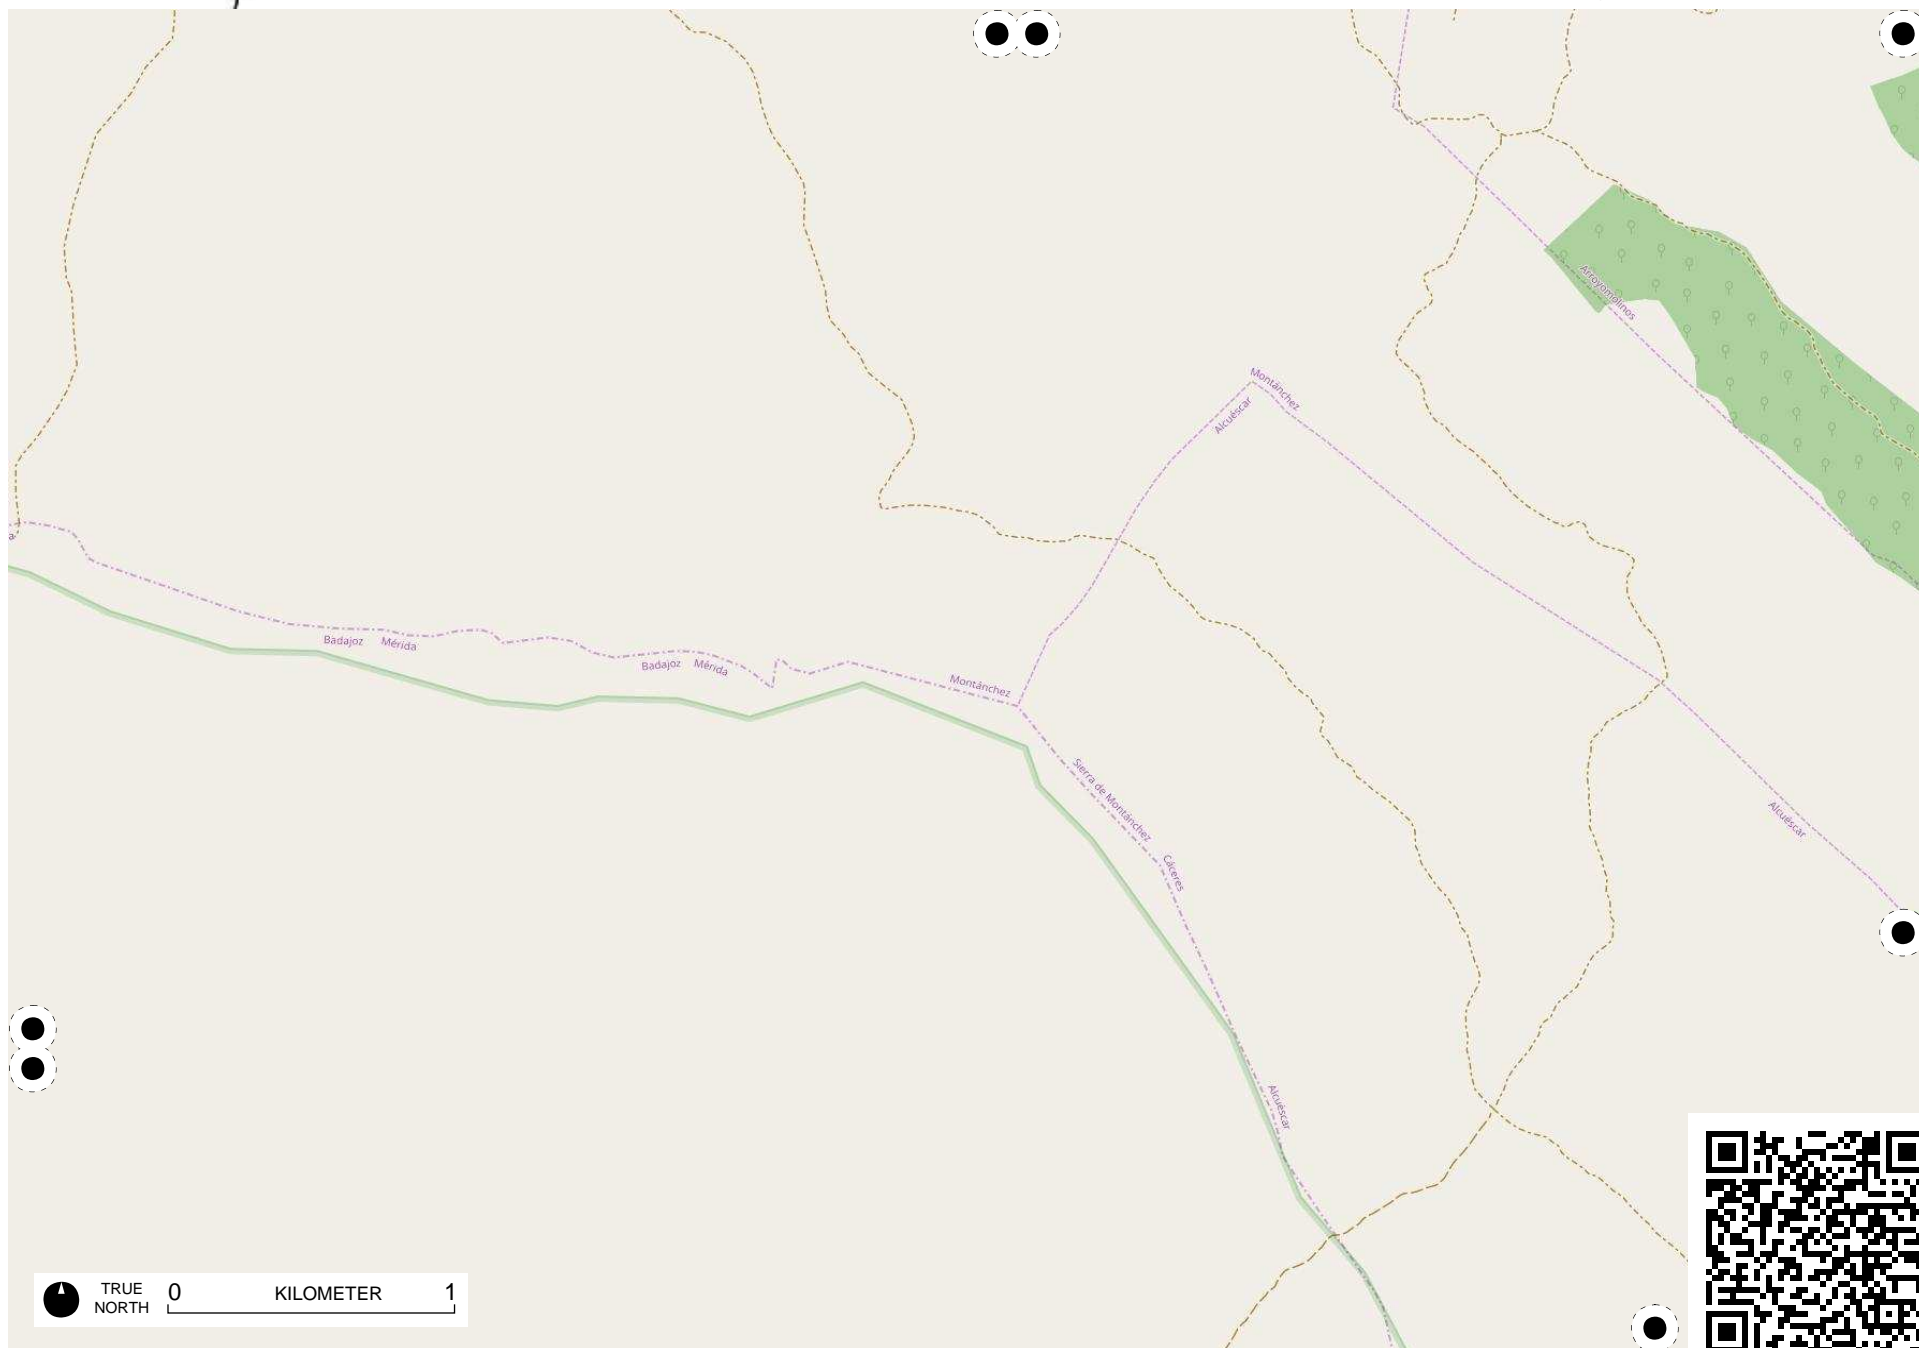 Arroyomolinos
Montánchez
Alcuéscar
a
Badajoz Mérida
Badajoz Mérida
Montánchez
Sierra de Montánchez
Cáceres
Alcuéscar
Alcuéscar
TRUE
NORTH
0 KILOMETER 1